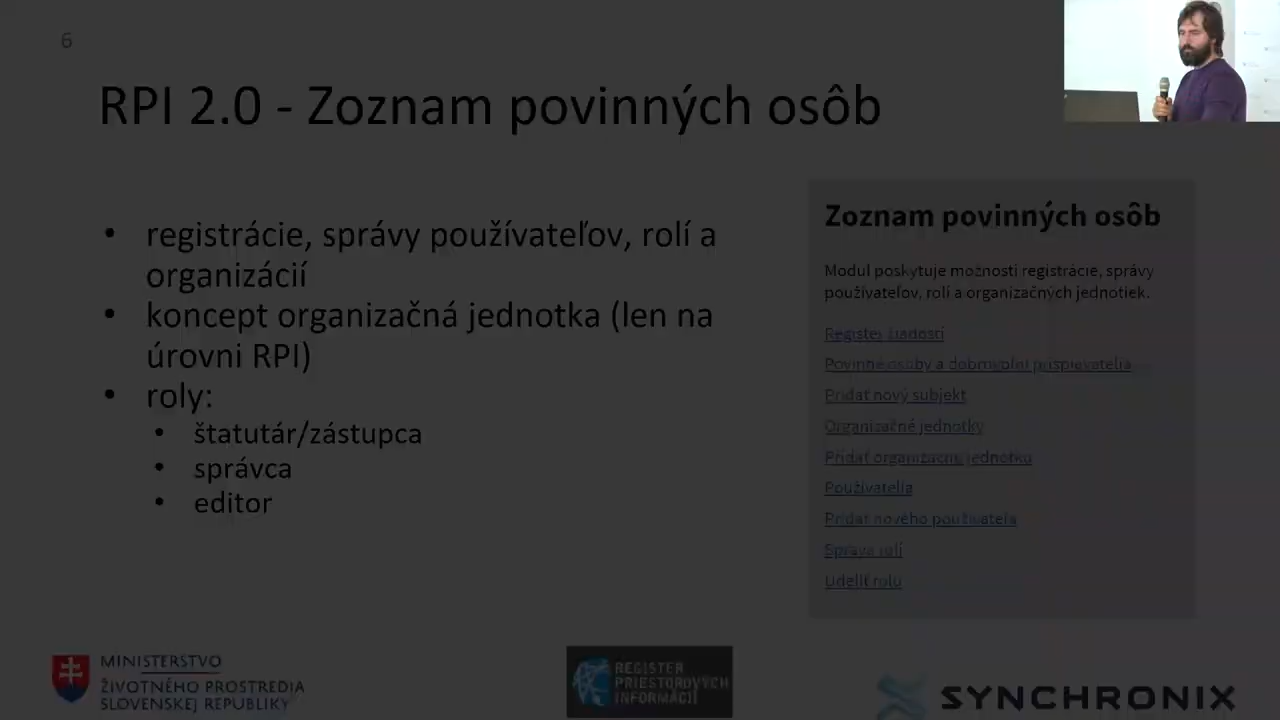 6
RPI 2.0 - Zoznam povinných osôb
• registrácie, správy používateľov, rolí a
organizácií
• koncept organizačná jednotka (len na
úrovni RPI)
• roly:
• štatutár/zástupca
• správca
• editor
Zoznam povinných osôb
Modul poskytuje možnosti registrácie, správy
používateľov, rolí a organizačných jednotiek.
Register žiadostí
Povinné osoby a dobrovoľní prispievatelia
Pridať nový subjekt
Organizačné jednotky
Pridať organizačnú jednotku
Používatelia
Pridať nového používateľa
Správa rolí
Udeliť rolu
MINISTERSTVO
ŽIVOTNÉHO PROSTREDIA
SLOVENSKEJ REPUBLIKY
REGISTER
PRIESTOROVÝCH
INFORMÁCIÍ
SYNCHRONIX